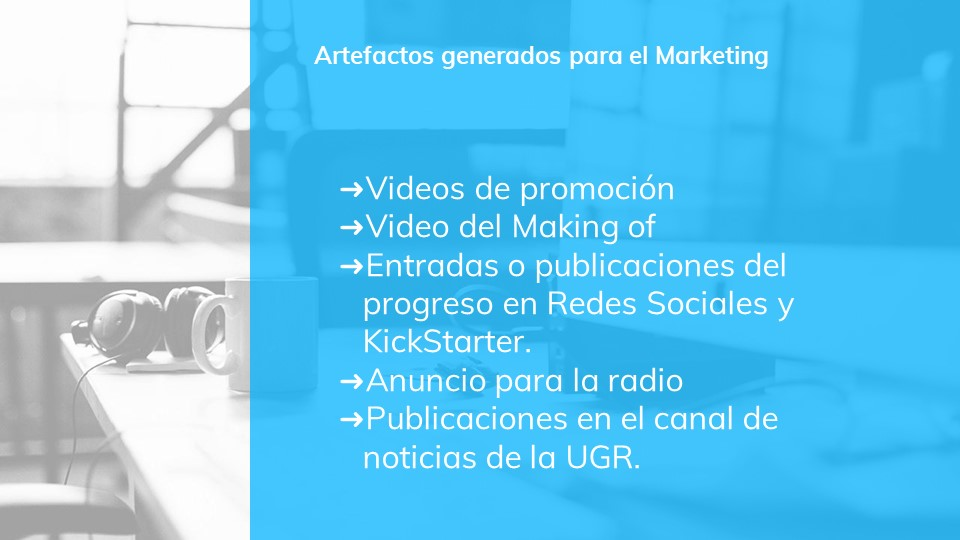 Artefactos generados para el Marketing
➜Videos de promoción
➜Video del Making of
➜Entradas o publicaciones del
progreso en Redes Sociales y
KickStarter.
➜Anuncio para la radio
➜Publicaciones en el canal de
noticias de la UGR.